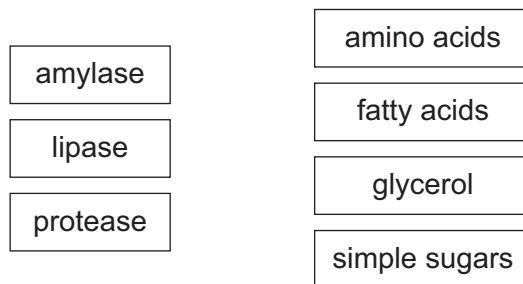 amylase
lipase
protease
amino acids
fatty acids
glycerol
simple sugars